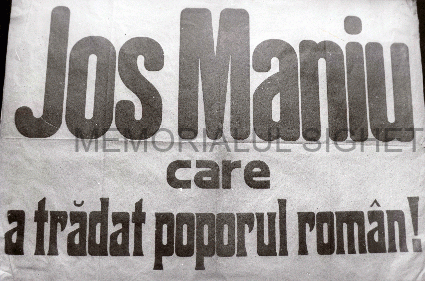 Jos Maniu
MEMORIALUL SIGHET
care
a trădat poporul român!